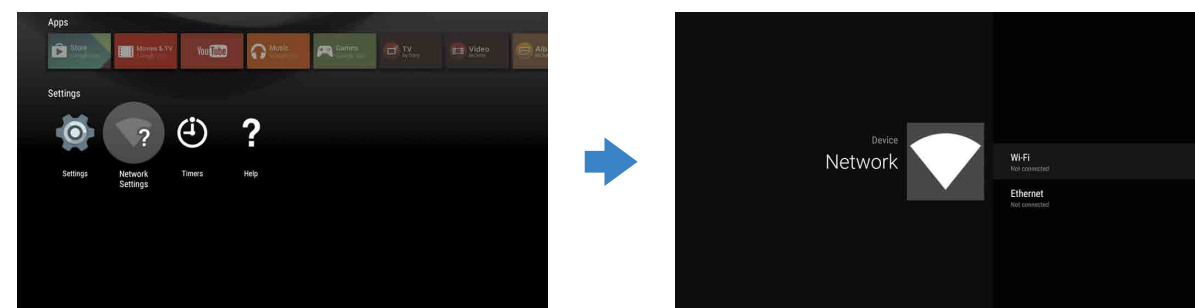 Apps
Store
Movies & TV
YouTube
Music
Games
TV
Video
Settings
Settings
Network
Settings
Timers
Help
Device
Network
Wi-Fi
Not connected
Ethernet
Not connected